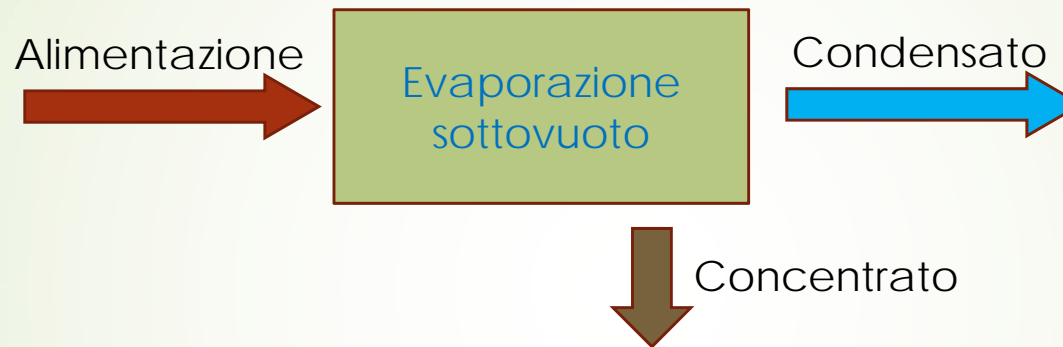 Alimentazione
Evaporazione
sottovuoto
Condensato
Concentrato